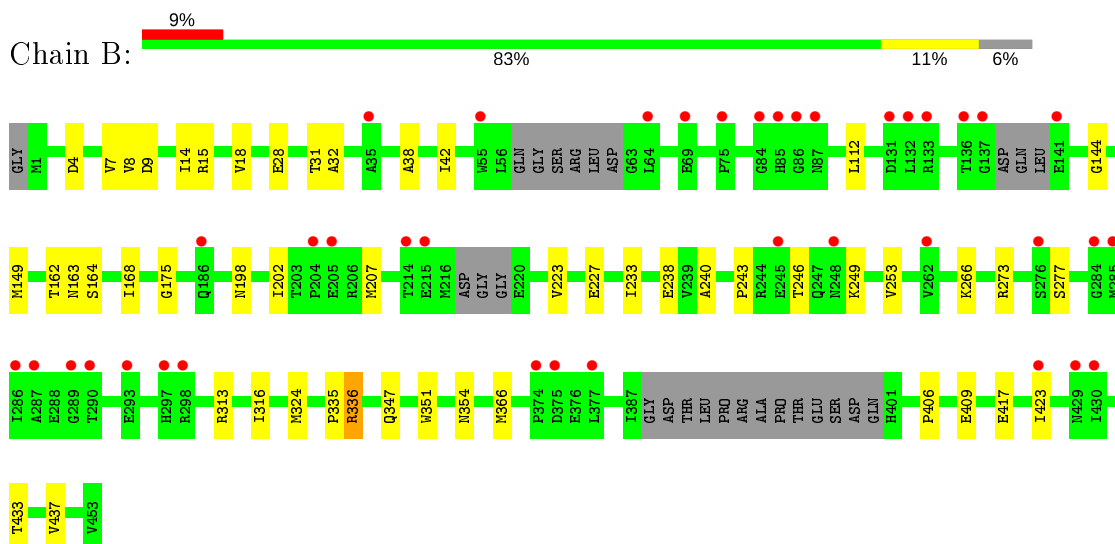 9%
Chain B:
83% 11% 6%
GLY M1 D4 V7 V8 D9 I14 R15 V18 E28 T31 A32 A35 A38 I42 W55 L56 GLN GLY SER ARG LEU ASP G63 L64 E69 P75 G84 H85 G86 N87 L112 D131 L132 R133 T136 G137 ASP GLN LEU E141 G144
M149 T162 N163 S164 I168 G175 Q186 N198 I202 T203 P204 E205 R206 M207 T214 E215 M216 ASP GLY GLY E220 V223 E227 I233 E238 V239 A240 P243 R244 E245 T246 Q247 N248 K249 V253 V262 K266 R273 S276 S277 G284 M285
I286 A287 E288 G289 T290 E293 H297 R298 R313 I316 M324 P335 R336 Q347 W351 N354 M366 P374 D375 E376 L377 I387 GLY ASP THR LEU PRO ARG ALA PRO THR GLU SER ASP GLN H401 P406 E409 E417 I423 N429 I430
T433 V437 V453